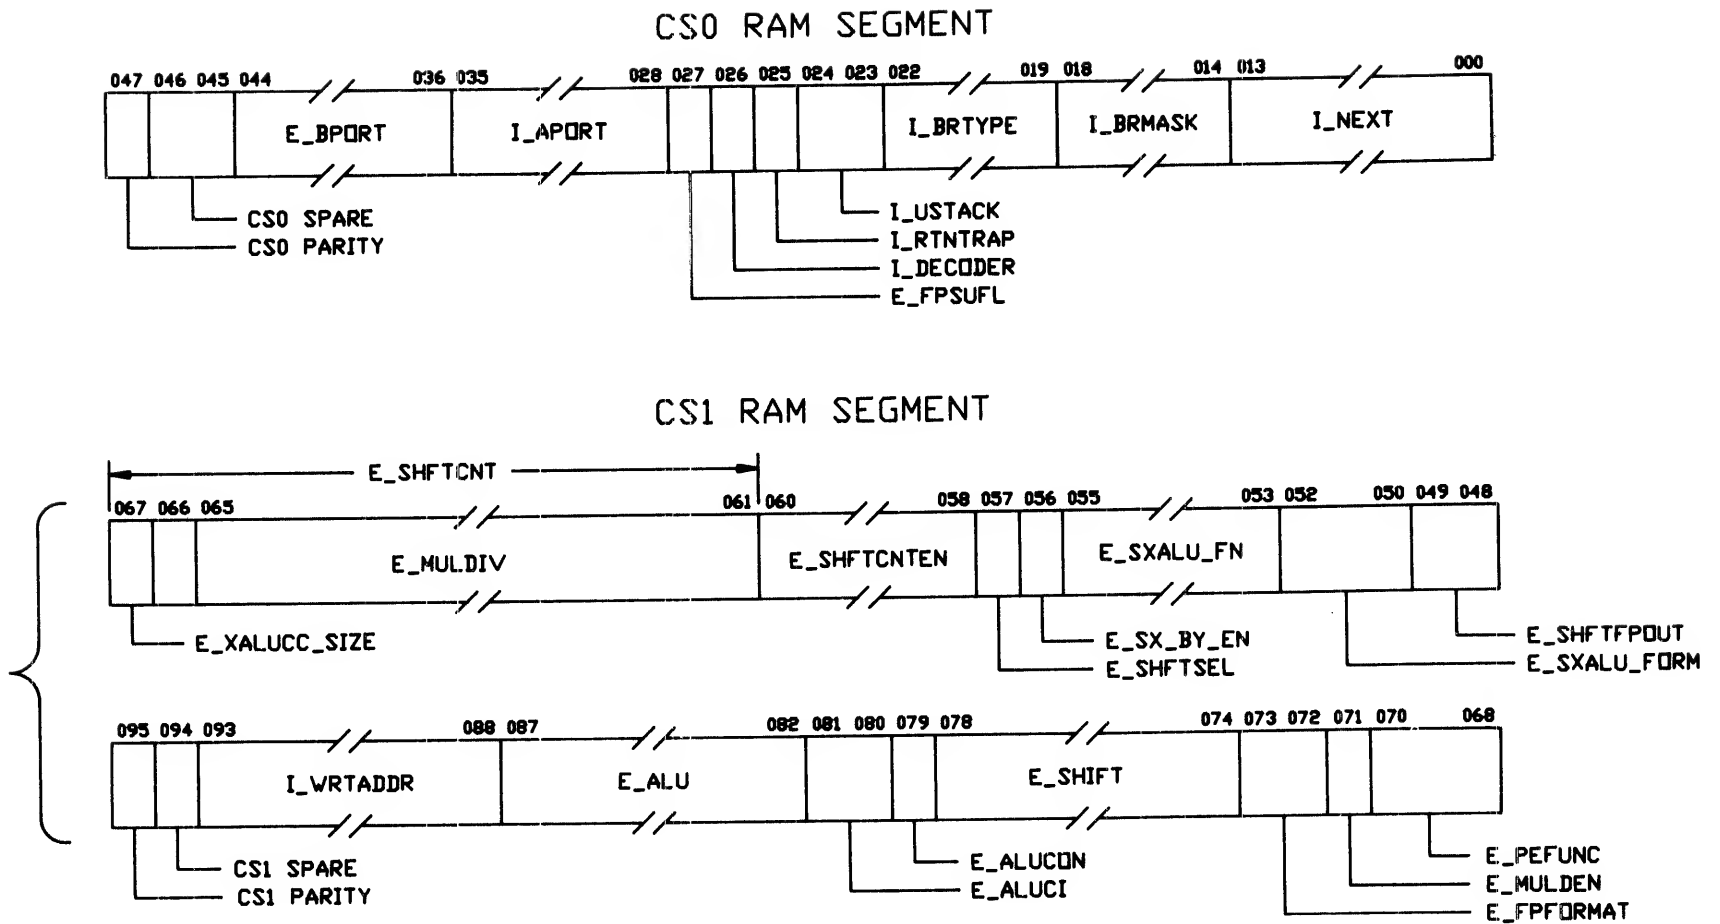 CS0 RAM SEGMENT
047 046 045 044 036 035 028 027 026 025 024 023 022 019 018 014 013 000
E_BPORT I_APORT I_BRTYPE I_BRMASK I_NEXT
CS0 SPARE I_USTACK
CS0 PARITY I_RTNTRAP
I_DECODER
E_FPSUFL
CS1 RAM SEGMENT
E_SHFTCNT
067 066 065 061 060 058 057 056 055 053 052 050 049 048
E_MULDIV E_SHFTCNTEN E_SXALU_FN
E_XALUCC_SIZE E_SX_BY_EN E_SHFTFPOUT
E_SHFTSEL E_SXALU_FORM
095 094 093 088 087 082 081 080 079 078 074 073 072 071 070 068
I_WRTADDR E_ALU E_SHIFT
CS1 SPARE E_ALUCON E_PEFUNC
CS1 PARITY E_ALUCI E_MULDEN
E_FPFORMAT